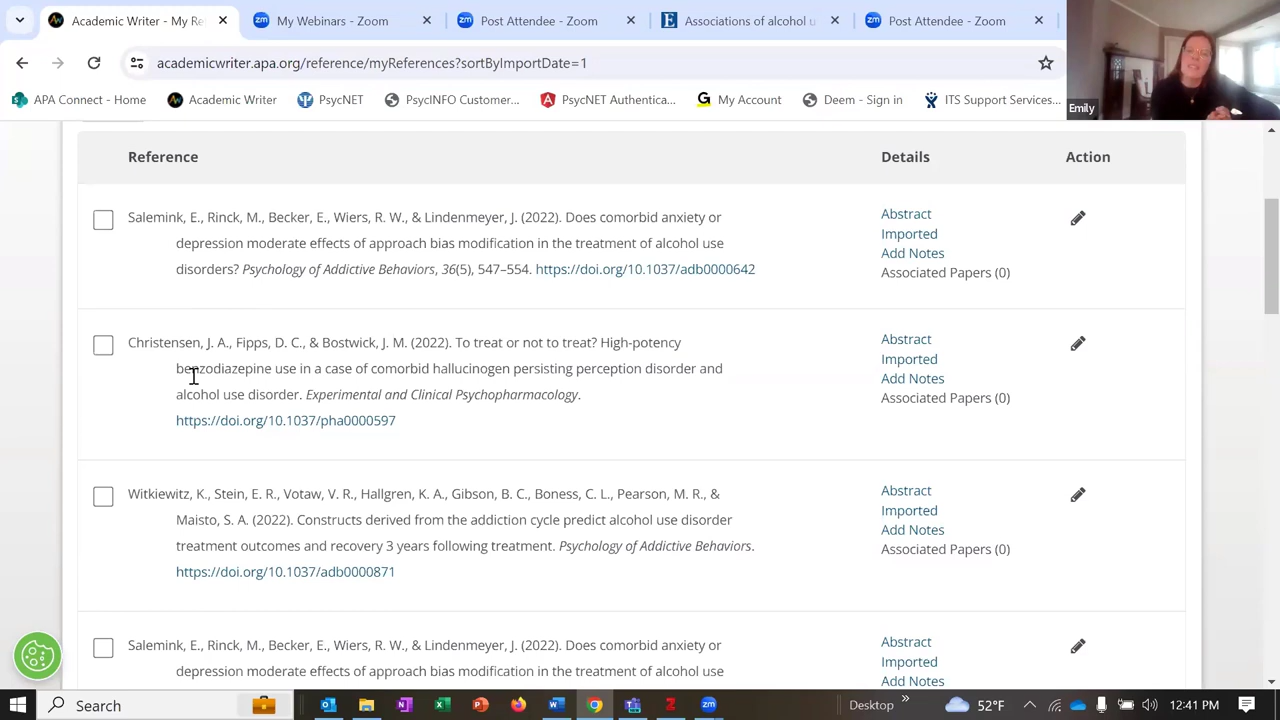 Academic Writer - My Re
My Webinars - Zoom
Post Attendee - Zoom
Associations of alcohol u
Post Attendee - Zoom
academicwriter.apa.org/reference/myReferences?sortByImportDate=1
APA Connect - Home
Academic Writer
PsycNET
PsycINFO Customer...
PsycNET Authentica...
My Account
Deem - Sign in
ITS Support Services...
Emily
Reference
Details
Action
Salemink, E., Rinck, M., Becker, E., Wiers, R. W., & Lindenmeyer, J. (2022). Does comorbid anxiety or
depression moderate effects of approach bias modification in the treatment of alcohol use
disorders? Psychology of Addictive Behaviors, 36(5), 547–554. https://doi.org/10.1037/adb0000642
Abstract
Imported
Add Notes
Associated Papers (0)
Christensen, J. A., Fipps, D. C., & Bostwick, J. M. (2022). To treat or not to treat? High-potency
benzodiazepine use in a case of comorbid hallucinogen persisting perception disorder and
alcohol use disorder. Experimental and Clinical Psychopharmacology.
https://doi.org/10.1037/pha0000597
Abstract
Imported
Add Notes
Associated Papers (0)
Witkiewitz, K., Stein, E. R., Votaw, V. R., Hallgren, K. A., Gibson, B. C., Boness, C. L., Pearson, M. R., &
Maisto, S. A. (2022). Constructs derived from the addiction cycle predict alcohol use disorder
treatment outcomes and recovery 3 years following treatment. Psychology of Addictive Behaviors.
https://doi.org/10.1037/adb0000871
Abstract
Imported
Add Notes
Associated Papers (0)
Salemink, E., Rinck, M., Becker, E., Wiers, R. W., & Lindenmeyer, J. (2022). Does comorbid anxiety or
depression moderate effects of approach bias modification in the treatment of alcohol use
Abstract
Imported
Add Notes
Search
Desktop
52°F
12:41 PM